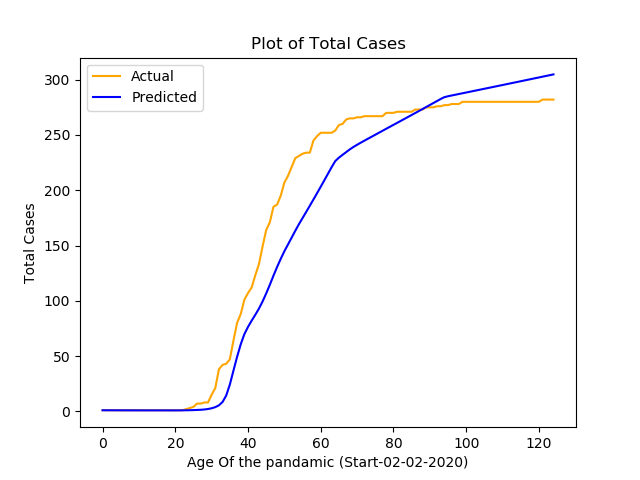 Plot of Total Cases
Actual
Predicted
300
250
200
150
100
50
0
Total Cases
0 20 40 60 80 100 120
Age Of the pandamic (Start-02-02-2020)